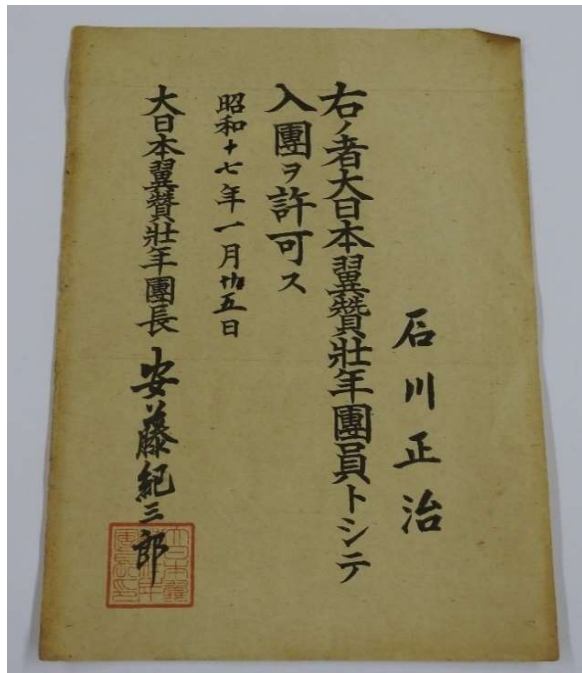 石川正治
右ノ者大日本翼賛壯年團員トシテ
入團ヲ許可ス
昭和十七年一月廿五日
大日本翼賛壯年團長 安藤紀三郎